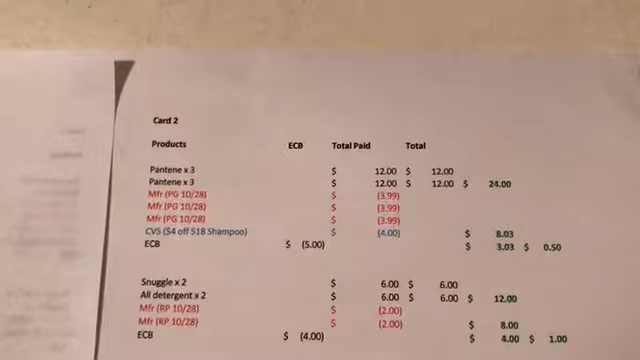 Card 2
Products ECB Total Paid Total
Pantene x 3 $ 12.00 $ 12.00
Pantene x 3 $ 12.00 $ 12.00 $ 24.00
Mfr (PG 10/28) $ (3.99)
Mfr (PG 10/28) $ (3.99)
Mfr (PG 10/28) $ (3.99)
CVS ($4 off $18 Shampoo) $ (4.00) $ 8.03
ECB $ (5.00) $ 3.03 $ 0.50
Snuggle x 2 $ 6.00 $ 6.00
All detergent x 2 $ 6.00 $ 6.00 $ 12.00
Mfr (RP 10/28) $ (2.00)
Mfr (RP 10/28) $ (2.00) $ 8.00
ECB $ (4.00) $ 4.00 $ 1.00